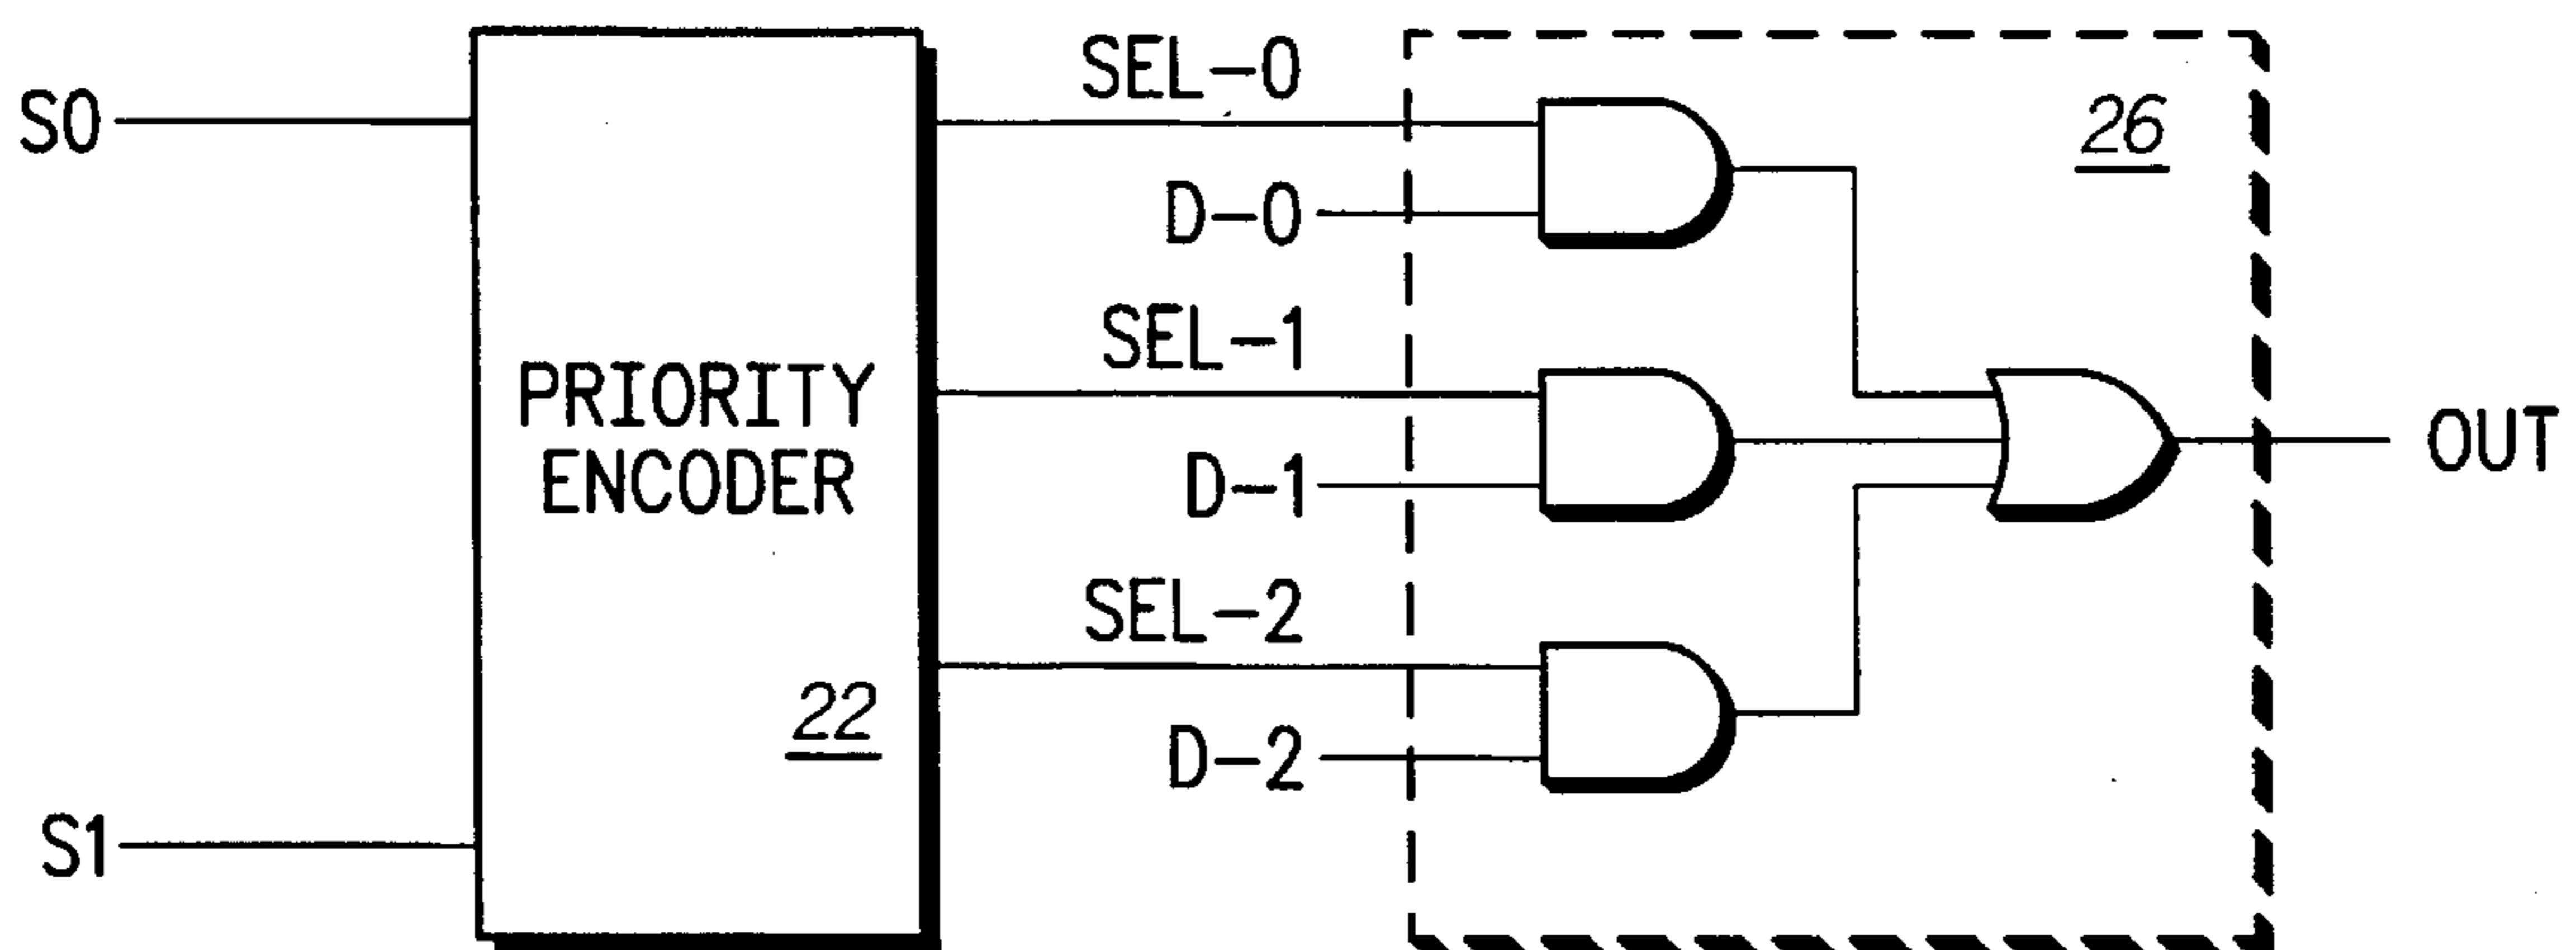 S0
S1
PRIORITY
ENCODER
22
SEL-0
D-0
SEL-1
D-1
SEL-2
D-2
26
OUT